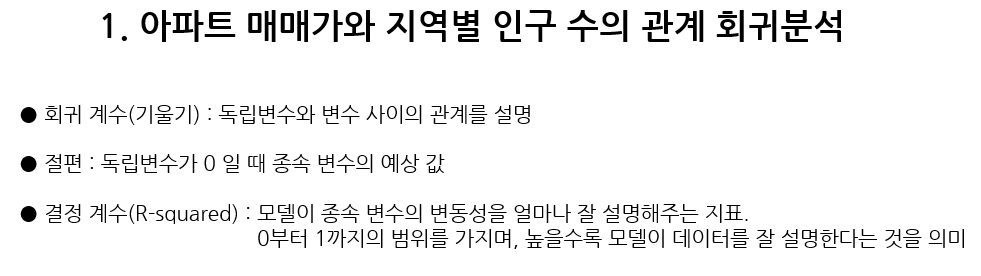 1. 아파트 매매가와 지역별 인구 수의 관계 회귀분석
● 회귀 계수(기울기) : 독립변수와 변수 사이의 관계를 설명
● 절편 : 독립변수가 0 일 때 종속 변수의 예상 값
● 결정 계수(R-squared) : 모델이 종속 변수의 변동성을 얼마나 잘 설명해주는 지표.
0부터 1까지의 범위를 가지며, 높을수록 모델이 데이터를 잘 설명한다는 것을 의미